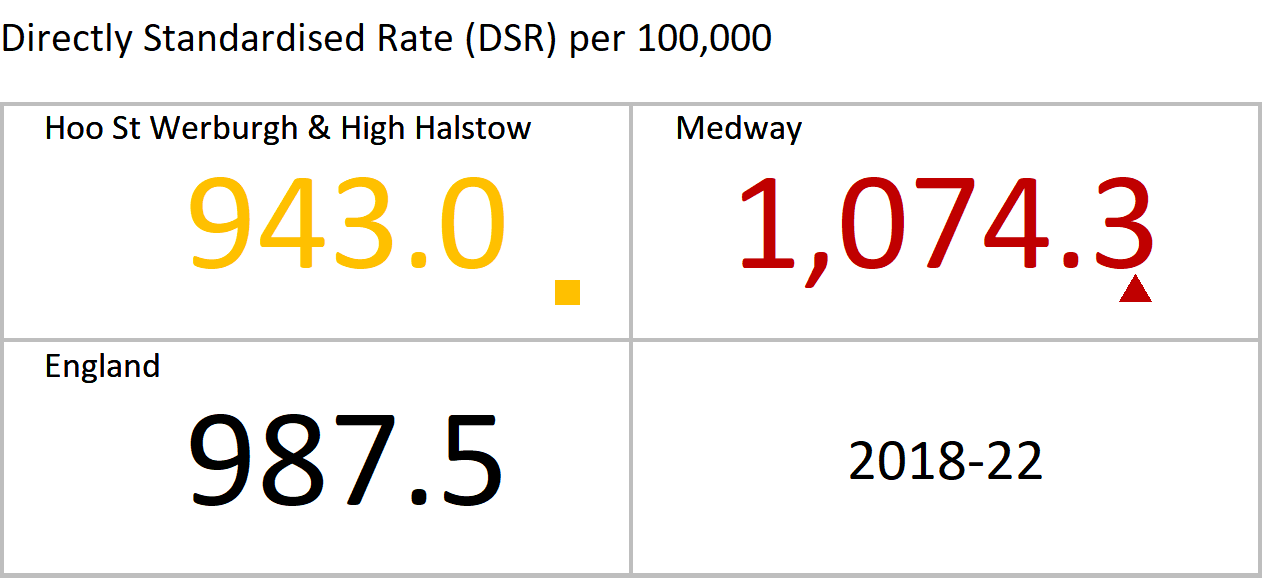 Directly Standardised Rate (DSR) per 100,000
Hoo St Werburgh & High Halstow
943.0
Medway
1,074.3
England
987.5
2018-22